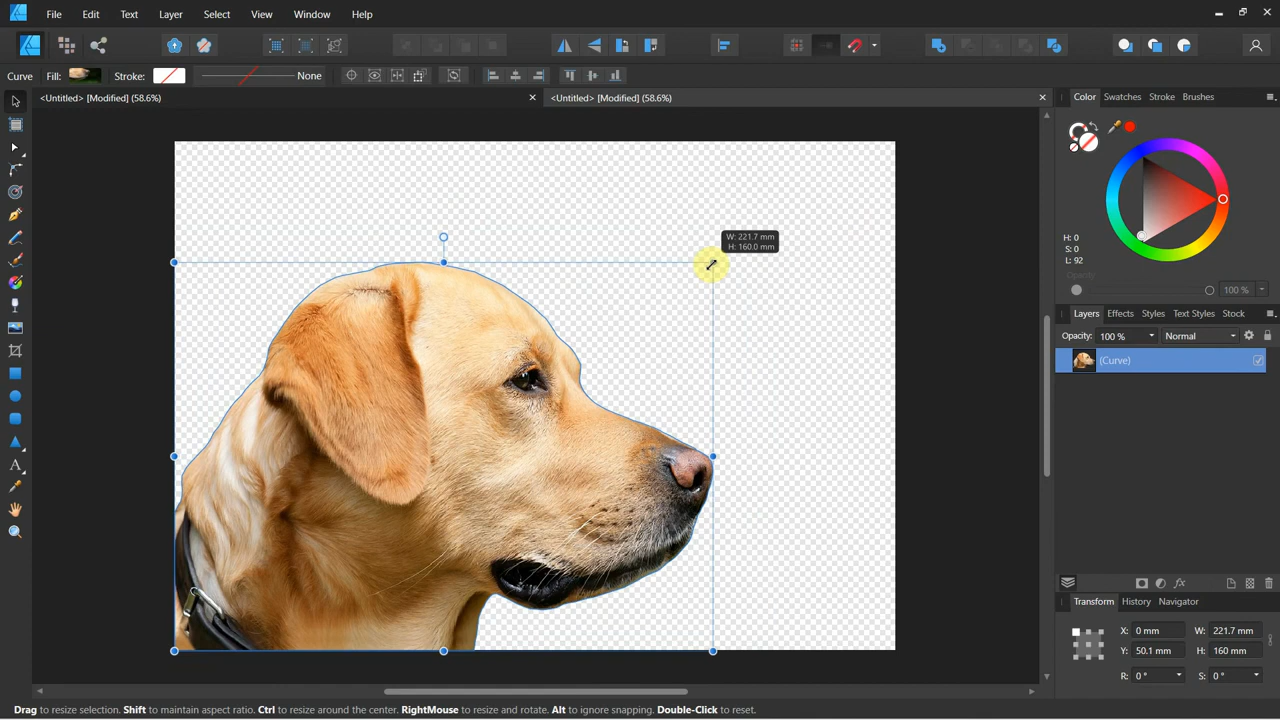 File Edit Text Layer Select View Window Help
Curve Fill: Stroke: None
<Untitled> [Modified] (58.6%)
<Untitled> [Modified] (58.6%)
W: 221.7 mm
H: 160.0 mm
Color Swatches Stroke Brushes
H: 0
S: 0
L: 92
Opacity
100 %
Layers Effects Styles Text Styles Stock
Opacity: 100 % Normal
(Curve)
Transform History Navigator
X: 0 mm W: 221.7 mm
Y: 50.1 mm H: 160 mm
R: 0 ° S: 0 °
Drag to resize selection. Shift to maintain aspect ratio. Ctrl to resize around the center. RightMouse to resize and rotate. Alt to ignore snapping. Double-Click to reset.